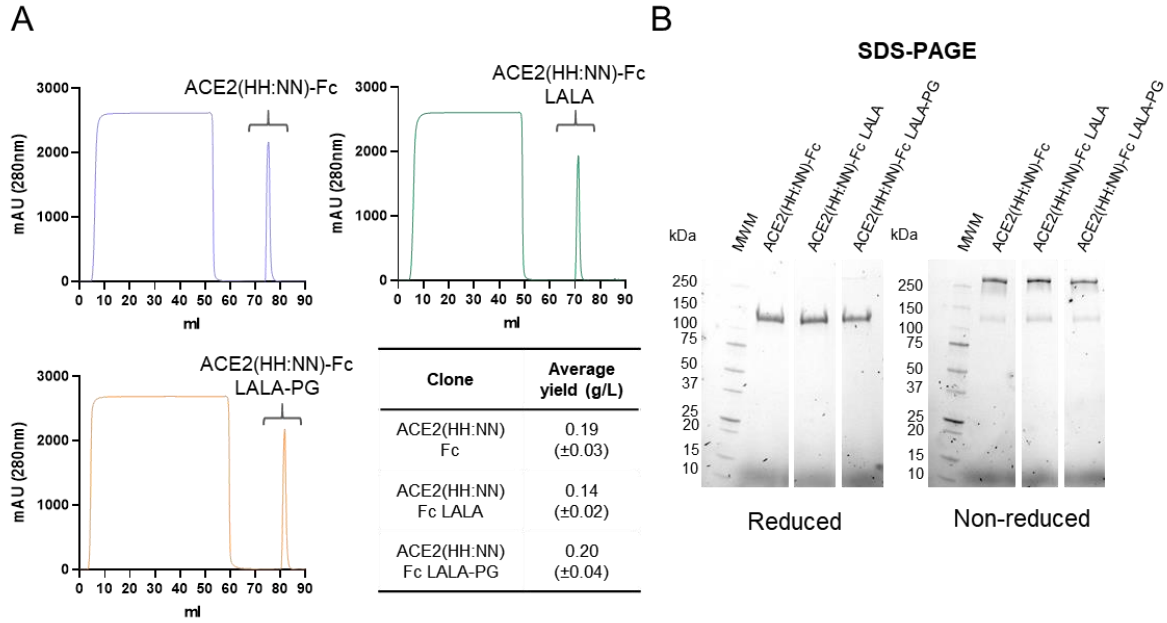 A
ACE2(HH:NN)-Fc
3000
2000
1000
0
mAU (280nm)
0 10 20 30 40 50 60 70 80 90
ml
ACE2(HH:NN)-Fc
LALA
3000
2000
1000
0
mAU (280nm)
0 10 20 30 40 50 60 70 80 90
ml
ACE2(HH:NN)-Fc
LALA-PG
3000
2000
1000
0
mAU (280nm)
0 10 20 30 40 50 60 70 80 90
ml
Clone Average
yield (g/L)
ACE2(HH:NN)
Fc
0.19
(±0.03)
ACE2(HH:NN)
Fc LALA
0.14
(±0.02)
ACE2(HH:NN)
Fc LALA-PG
0.20
(±0.04)
B
SDS-PAGE
kDa
MWM
ACE2(HH:NN)-Fc
ACE2(HH:NN)-Fc LALA
ACE2(HH:NN)-Fc LALA-PG
250
150
100
75
50
37
25
20
15
10
Reduced
kDa
MWM
ACE2(HH:NN)-Fc
ACE2(HH:NN)-Fc LALA
ACE2(HH:NN)-Fc LALA-PG
250
150
100
75
50
37
25
20
15
10
Non-reduced